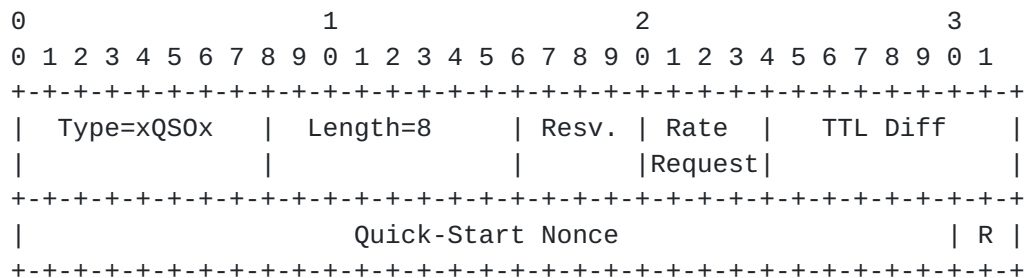 0                   1                   2                   3
0 1 2 3 4 5 6 7 8 9 0 1 2 3 4 5 6 7 8 9 0 1 2 3 4 5 6 7 8 9 0 1
+-+-+-+-+-+-+-+-+-+-+-+-+-+-+-+-+-+-+-+-+-+-+-+-+-+-+-+-+-+-+-+-+
|  Type=xQSOx   |  Length=8     | Resv. | Rate  |   TTL Diff    |
|               |               |       |Request|               |
+-+-+-+-+-+-+-+-+-+-+-+-+-+-+-+-+-+-+-+-+-+-+-+-+-+-+-+-+-+-+-+-+
|                     Quick-Start Nonce                     | R |
+-+-+-+-+-+-+-+-+-+-+-+-+-+-+-+-+-+-+-+-+-+-+-+-+-+-+-+-+-+-+-+-+